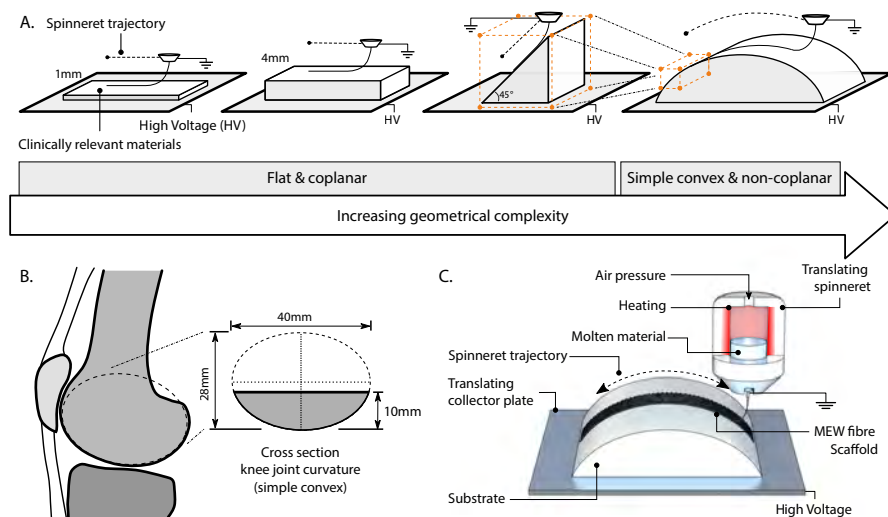 A.
Spinneret trajectory
1mm
High Voltage (HV)
Clinically relevant materials
4mm
HV
45°
HV
HV
Flat & coplanar
Simple convex & non-coplanar
Increasing geometrical complexity
B.
40mm
28mm
10mm
Cross section
knee joint curvature
(simple convex)
C.
Air pressure
Translating
spinneret
Heating
Molten material
Spinneret trajectory
Translating
collector plate
MEW fibre
Scaffold
Substrate
High Voltage